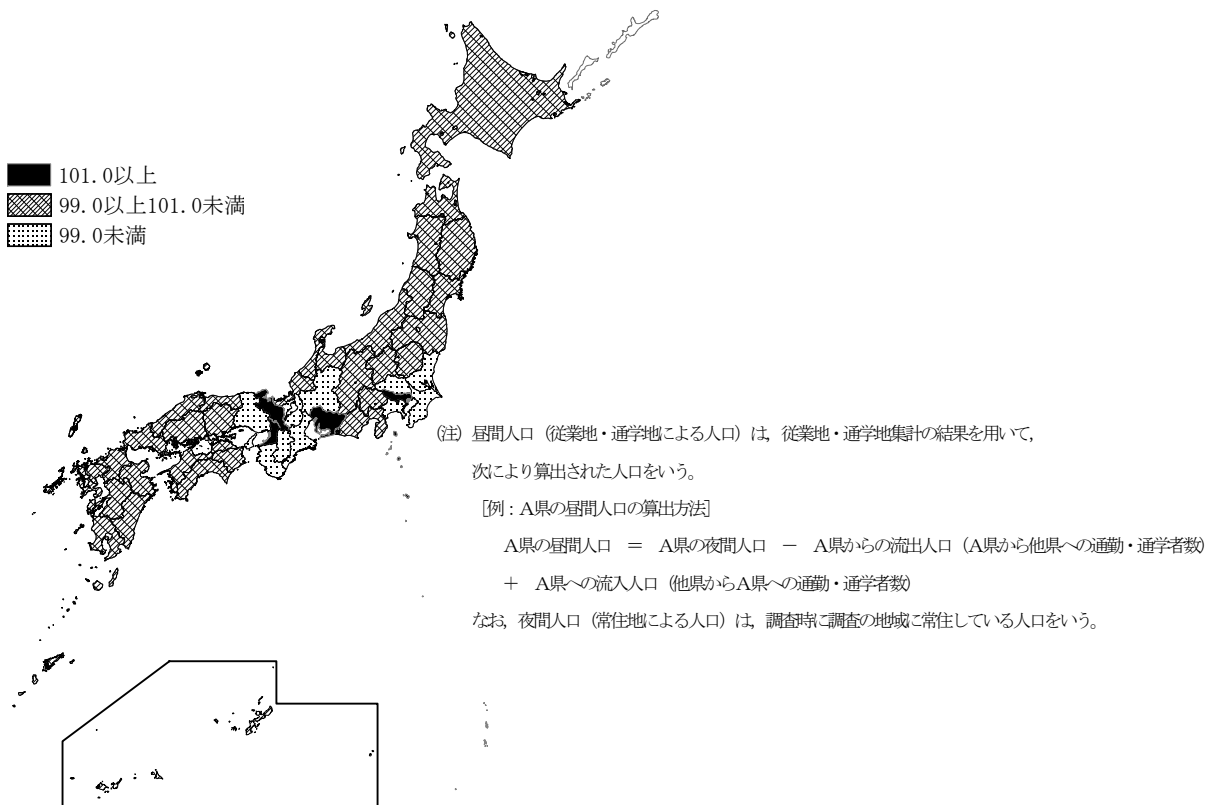 101.0以上
99.0以上101.0未満
99.0未満
(注) 昼間人口（従業地・通学地による人口）は，従業地・通学地集計の結果を用いて，
次により算出された人口をいう。
［例：A県の昼間人口の算出方法］
A県の昼間人口 ＝ A県の夜間人口 － A県からの流出人口（A県から他県への通勤・通学者数）
＋ A県への流入人口（他県からA県への通勤・通学者数）
なお，夜間人口（常住地による人口）は，調査時に調査の地域に常住している人口をいう。